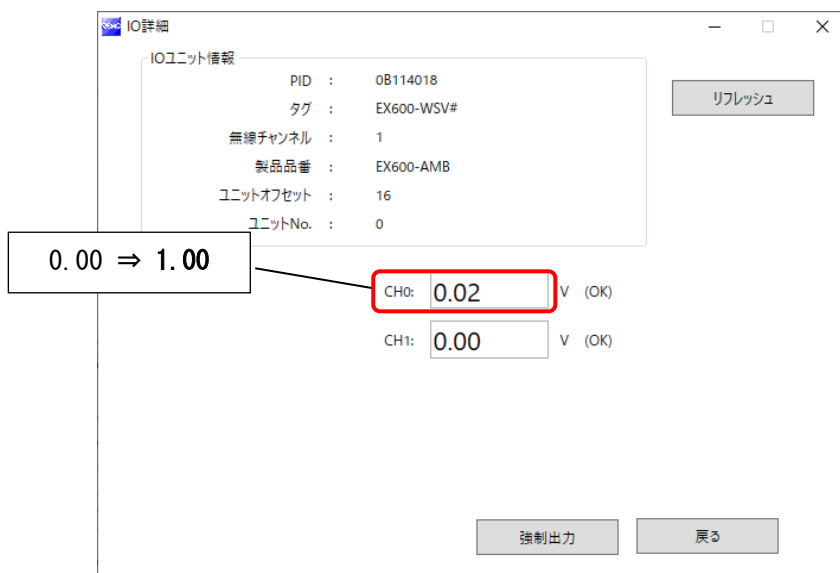 IO詳細
IOユニット情報
PID : 0B114018
タグ : EX600-WSV#
無線チャンネル : 1
製品品番 : EX600-AMB
ユニットオフセット : 16
ユニットNo. : 0
リフレッシュ
0.00 ⇒ 1.00
CH0: 0.02 V (OK)
CH1: 0.00 V (OK)
強制出力
戻る